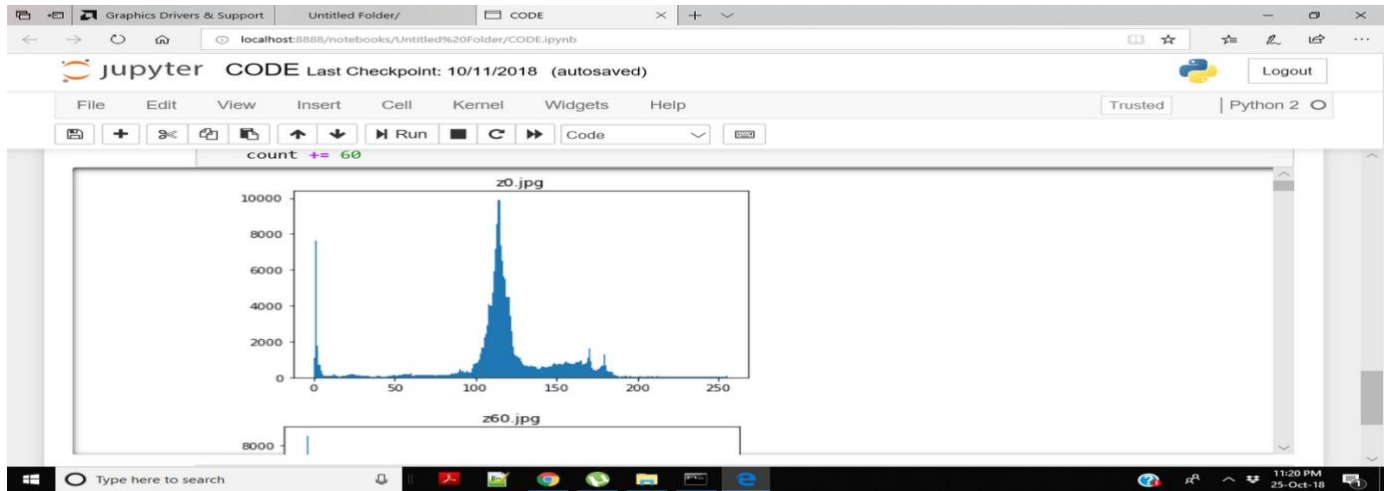 Graphics Drivers & Support Untitled Folder/ CODE
localhost:8888/notebooks/Untitled%20Folder/CODE.ipynb
jupyter CODE Last Checkpoint: 10/11/2018 (autosaved)
Logout
File Edit View Insert Cell Kernel Widgets Help Trusted Python 2
Run Code
count += 60
z0.jpg
10000
8000
6000
4000
2000
0
0 50 100 150 200 250
z60.jpg
8000
Type here to search
11:20 PM
25-Oct-18